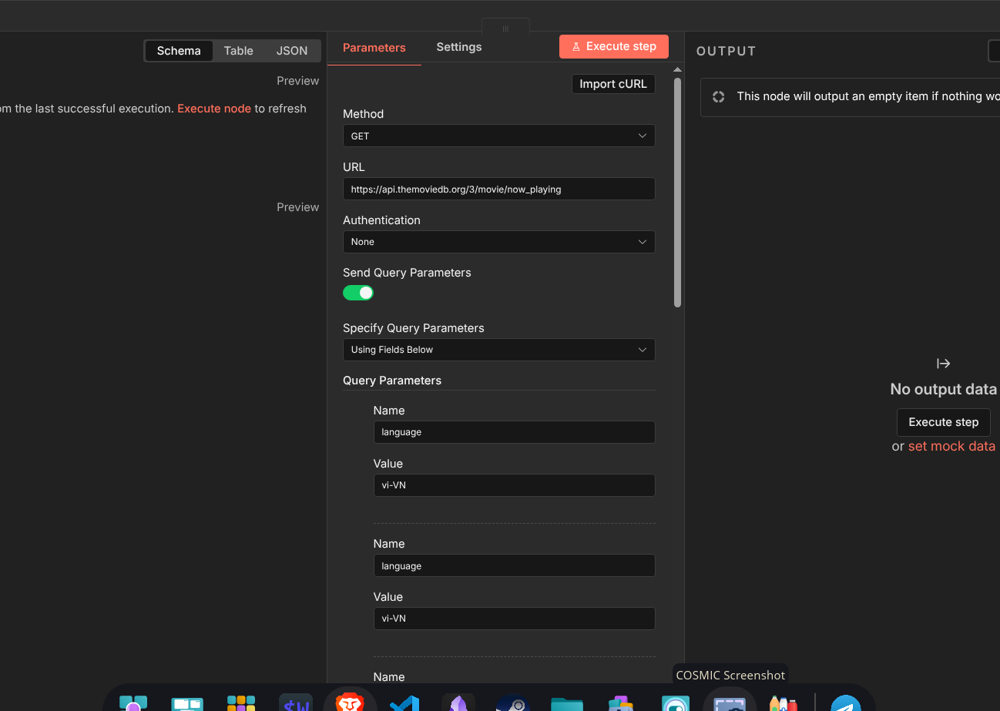 Schema
Table
JSON
Preview
om the last successful execution. Execute node to refresh
Preview
Parameters
Settings
Execute step
Import cURL
Method
GET
URL
https://api.themoviedb.org/3/movie/now_playing
Authentication
None
Send Query Parameters
Specify Query Parameters
Using Fields Below
Query Parameters
Name
language
Value
vi-VN
Name
language
Value
vi-VN
Name
OUTPUT
This node will output an empty item if nothing wo
No output data
Execute step
or set mock data
COSMIC Screenshot
$W